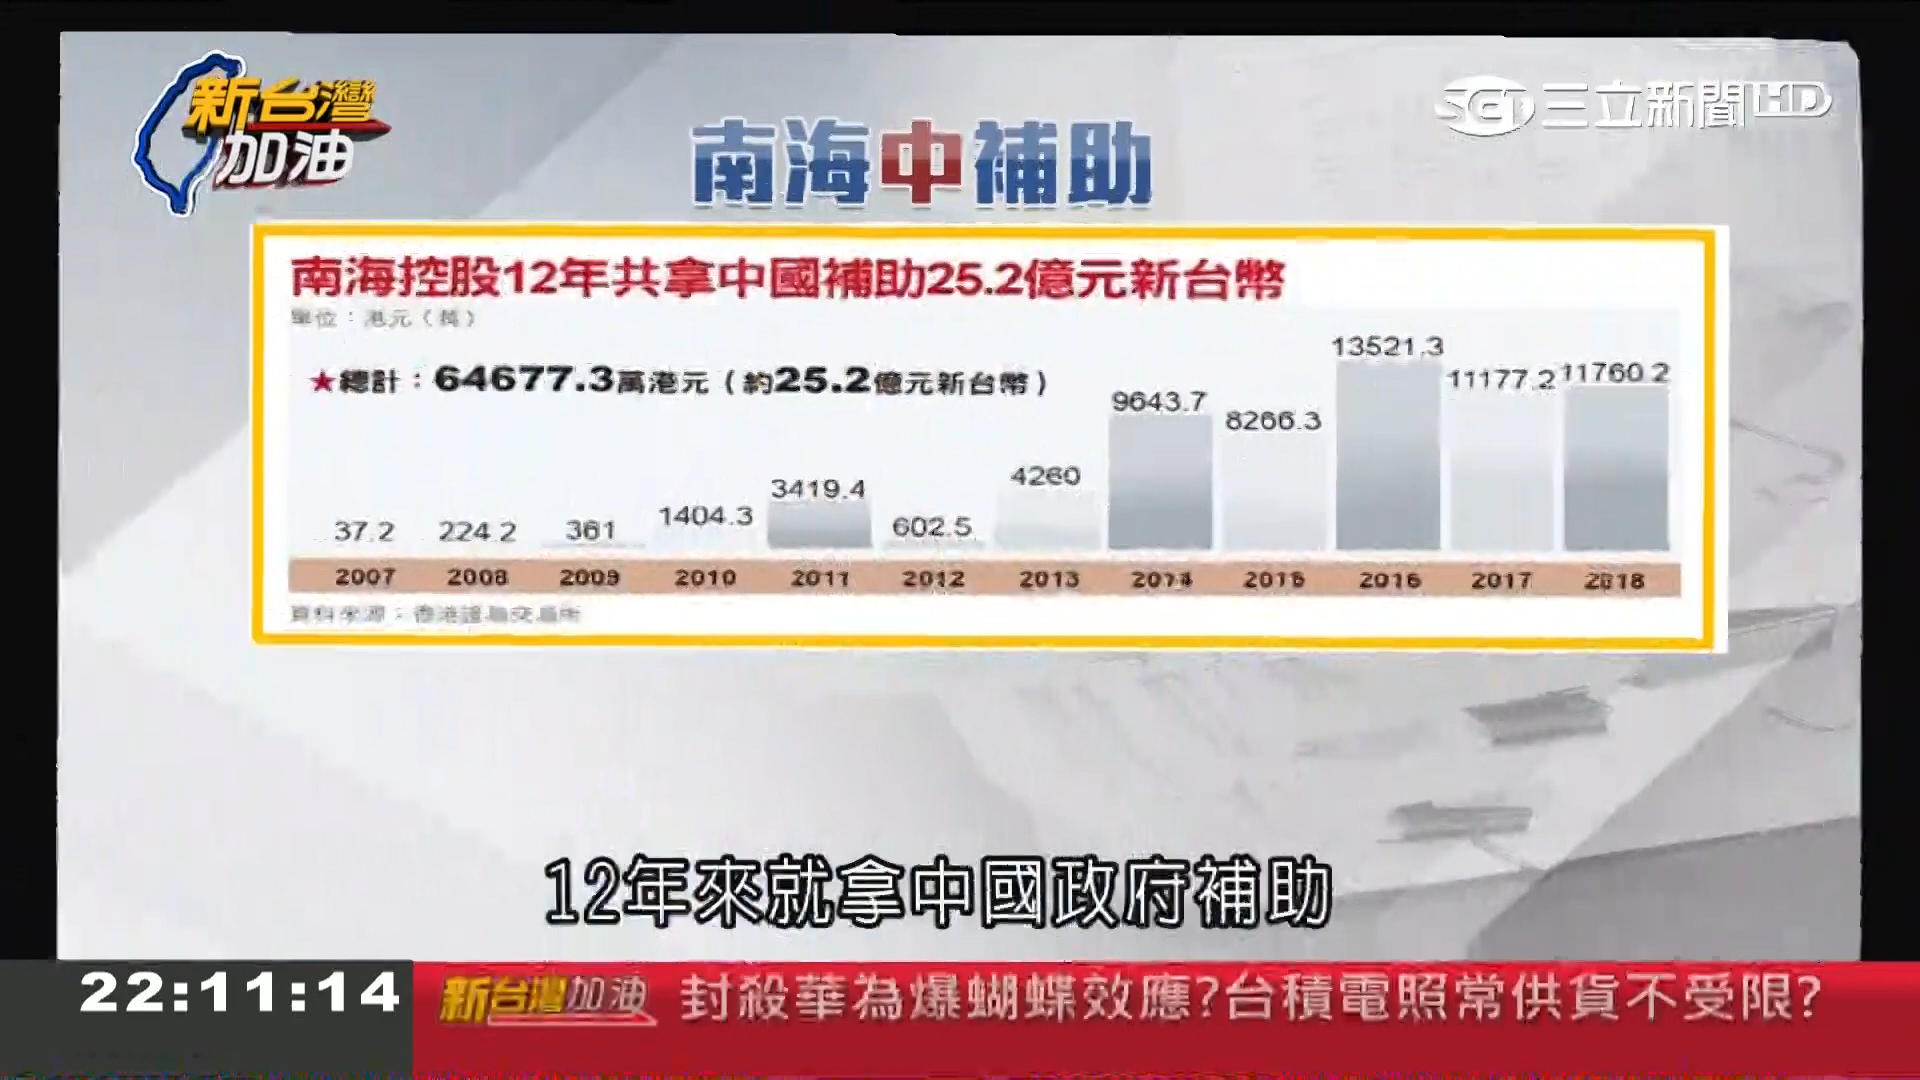 新台灣
加油
SET三立新聞HD
南海中補助
南海控股12年共拿中國補助25.2億元新台幣
單位：港元（萬）
★總計：64677.3萬港元（約25.2億元新台幣）
37.2 224.2 361 1404.3 3419.4 602.5 4260 9643.7 8266.3 13521.3 11177.2 11760.2
2007 2008 2009 2010 2011 2012 2013 2014 2015 2016 2017 2018
資料來源：香港證券交易所
12年來就拿中國政府補助
22:11:14
新台灣加油 封殺華為爆蝴蝶效應?台積電照常供貨不受限?